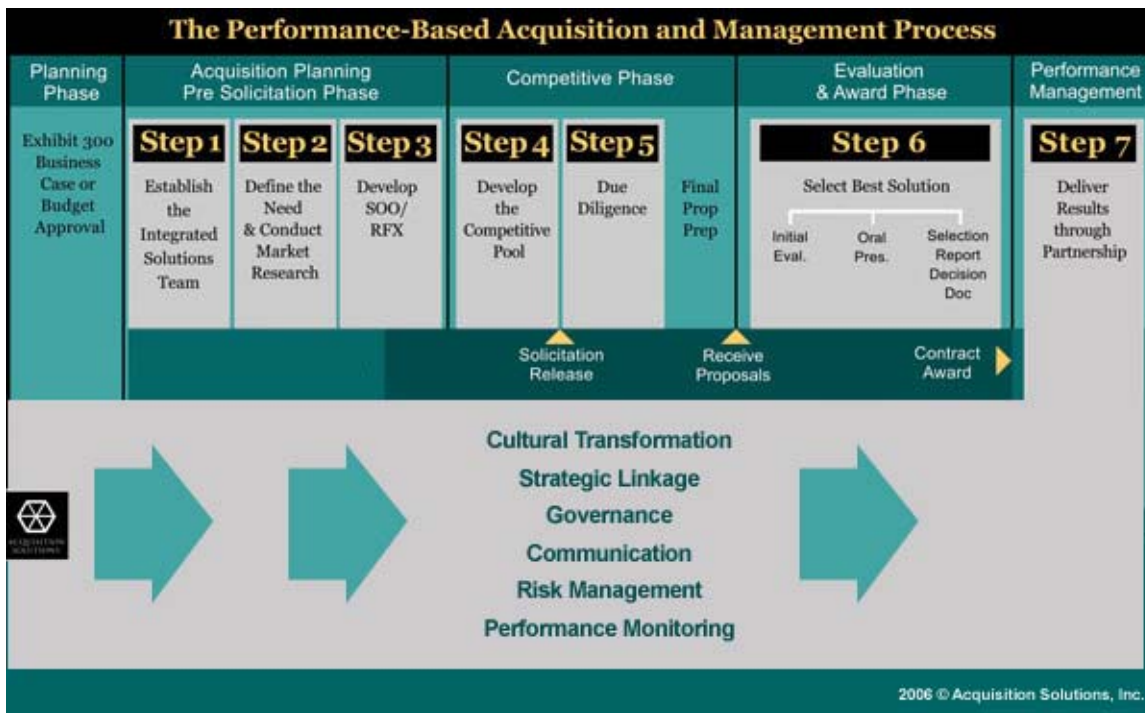 The Performance-Based Acquisition and Management Process
Planning
Phase
Acquisition Planning
Pre Solicitation Phase
Competitive Phase
Evaluation
& Award Phase
Performance
Management
Exhibit 300
Business
Case or
Budget
Approval
Step 1
Establish
the
Integrated
Solutions
Team
Step 2
Define the
Need
& Conduct
Market
Research
Step 3
Develop
SOO/
RFX
Step 4
Develop
the
Competitive
Pool
Step 5
Due
Diligence
Final
Prop
Prep
Step 6
Select Best Solution
Initial
Eval.
Oral
Pres.
Selection
Report
Decision
Doc
Step 7
Deliver
Results
through
Partnership
Solicitation
Release
Receive
Proposals
Contract
Award
Cultural Transformation
Strategic Linkage
Governance
Communication
Risk Management
Performance Monitoring
ACQUISITION
SOLUTIONS
2006 © Acquisition Solutions, Inc.